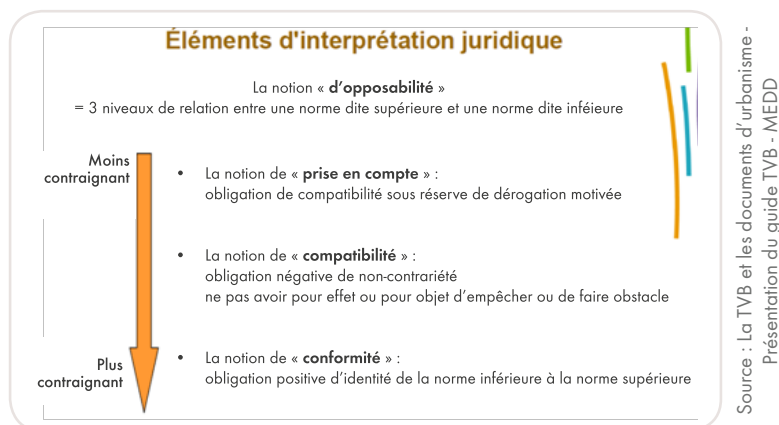 Éléments d'interprétation juridique
La notion « d'opposabilité »
= 3 niveaux de relation entre une norme dite supérieure et une norme dite inféieure
Moins
contraignant
• La notion de « prise en compte » :
obligation de compatibilité sous réserve de dérogation motivée
• La notion de « compatibilité » :
obligation négative de non-contrariété
ne pas avoir pour effet ou pour objet d'empêcher ou de faire obstacle
Plus
contraignant
• La notion de « conformité » :
obligation positive d'identité de la norme inférieure à la norme supérieure
Source : La TVB et les documents d'urbanisme -
Présentation du guide TVB - MEDD